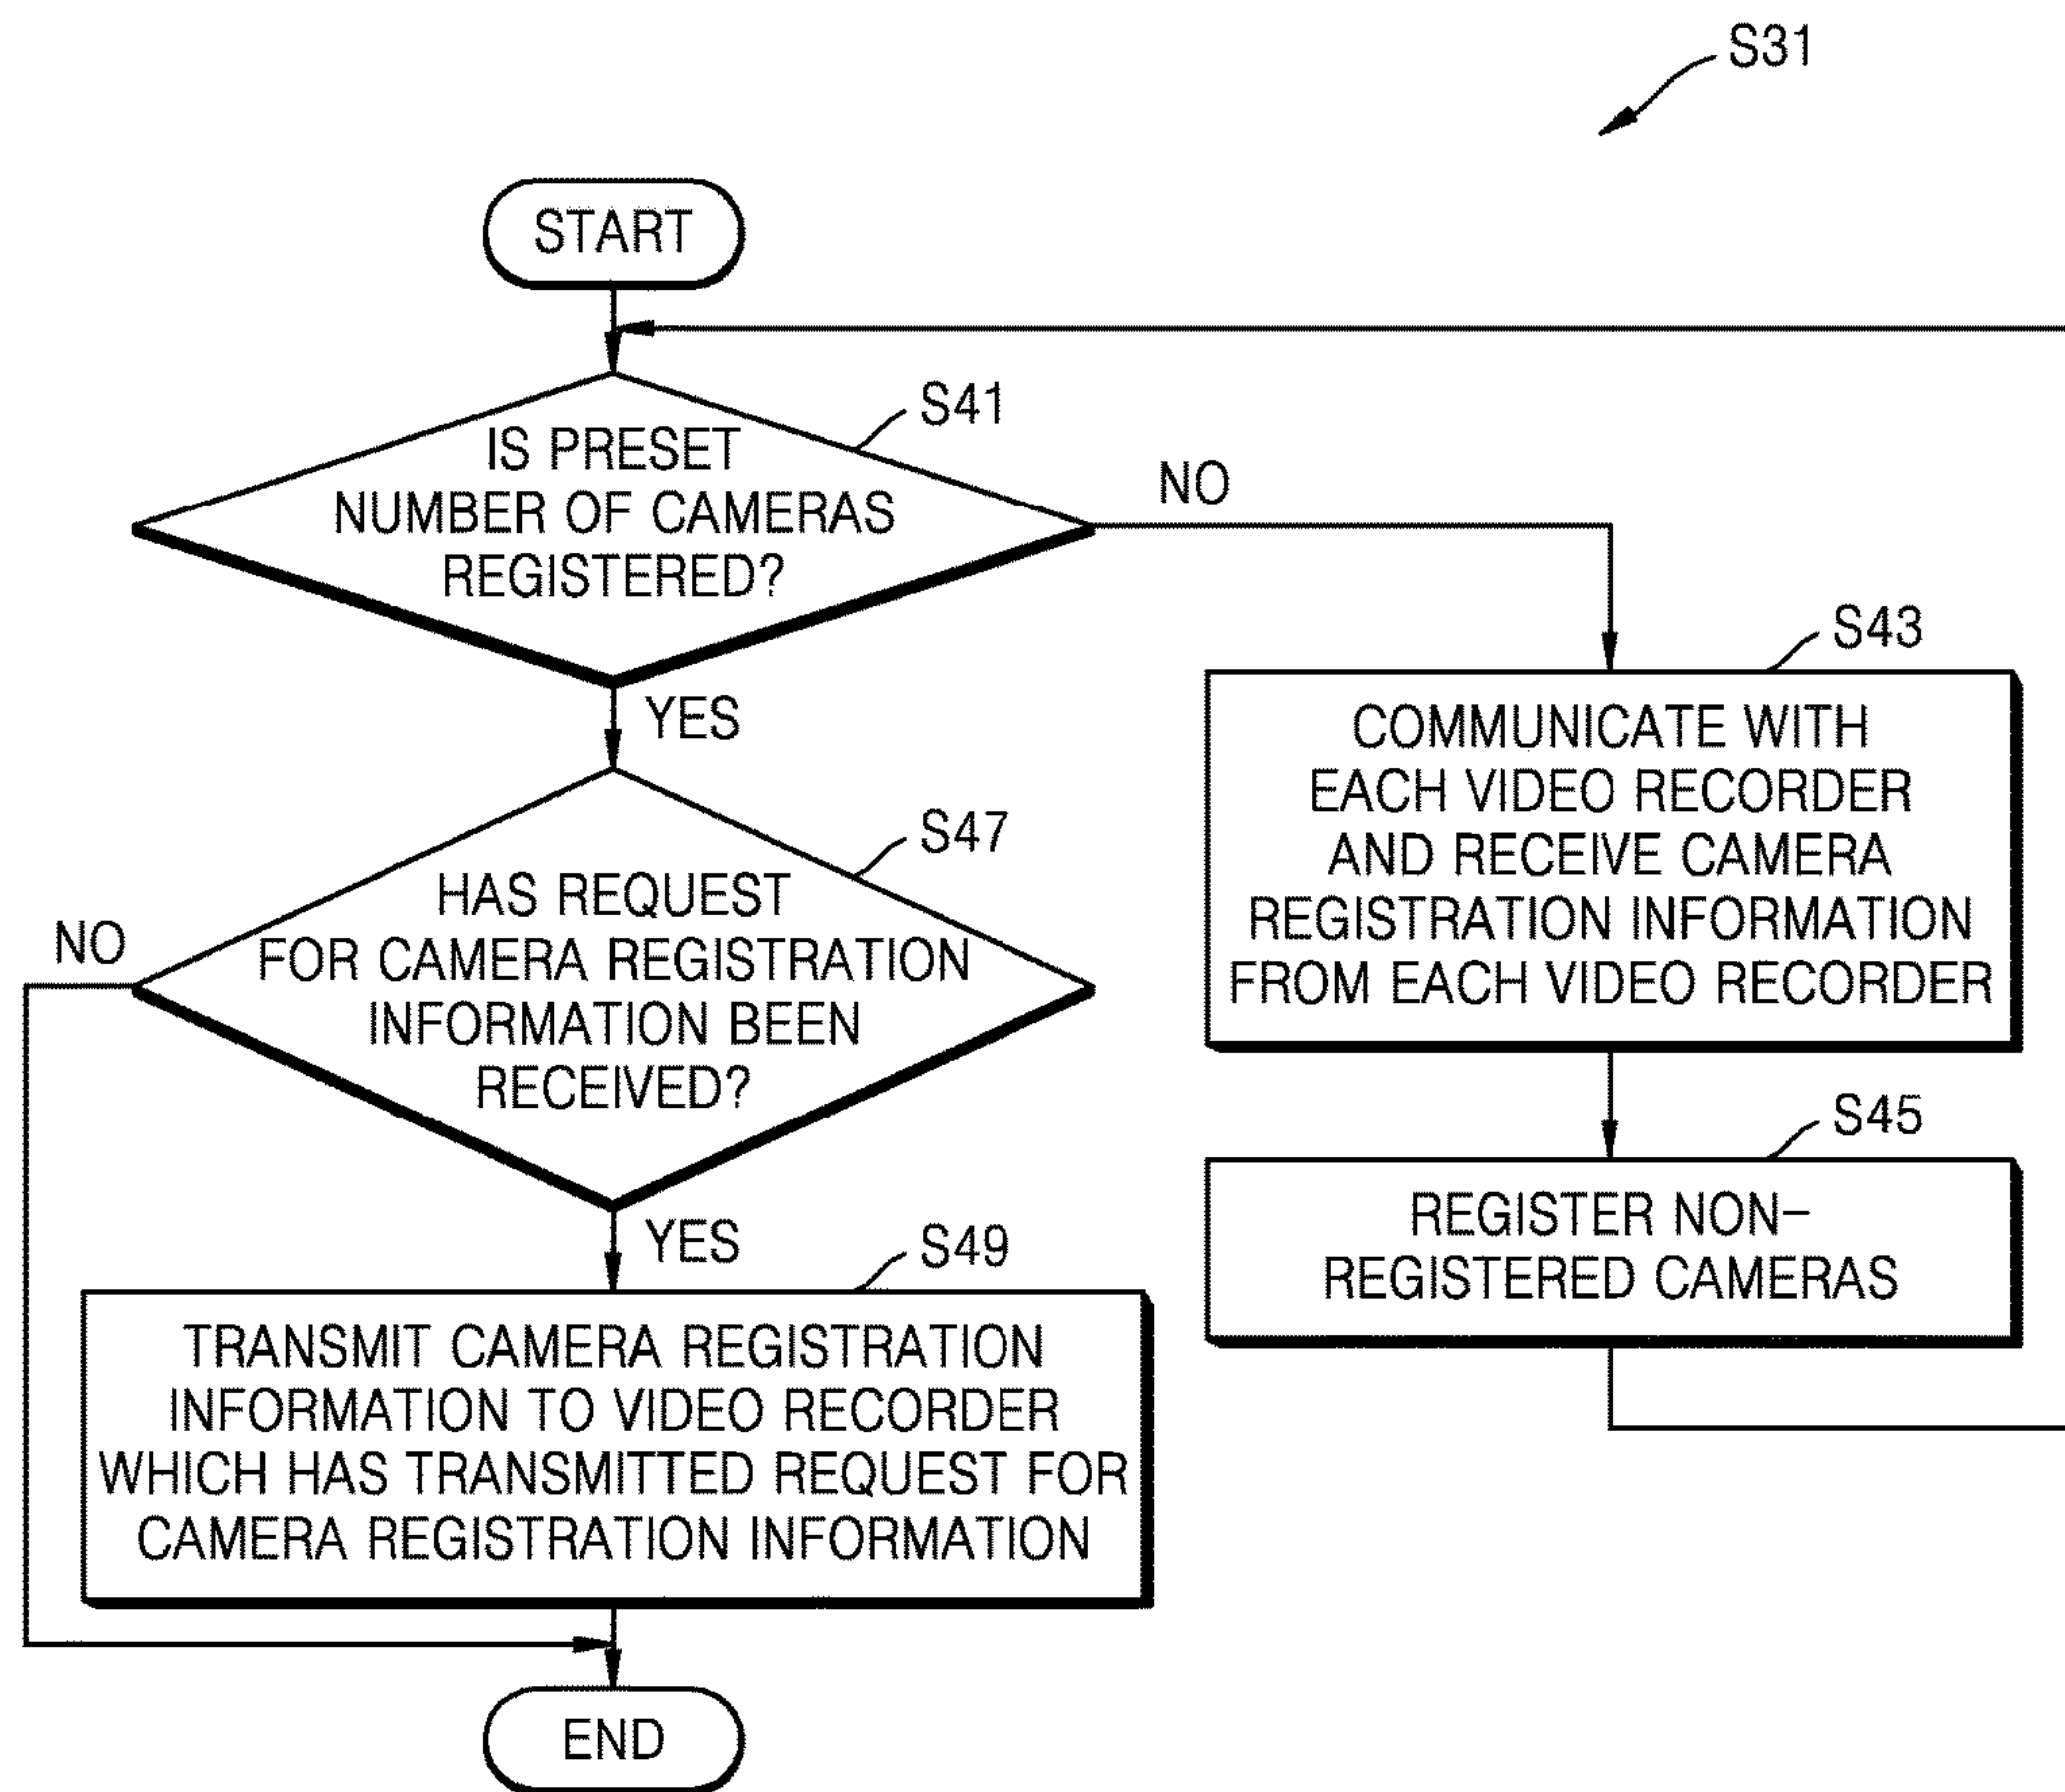 S31
START
S41
IS PRESET
NUMBER OF CAMERAS
REGISTERED?
NO
YES
S43
COMMUNICATE WITH
EACH VIDEO RECORDER
AND RECEIVE CAMERA
REGISTRATION INFORMATION
FROM EACH VIDEO RECORDER
S45
REGISTER NON-
REGISTERED CAMERAS
S47
HAS REQUEST
FOR CAMERA REGISTRATION
INFORMATION BEEN
RECEIVED?
NO
YES
S49
TRANSMIT CAMERA REGISTRATION
INFORMATION TO VIDEO RECORDER
WHICH HAS TRANSMITTED REQUEST FOR
CAMERA REGISTRATION INFORMATION
END